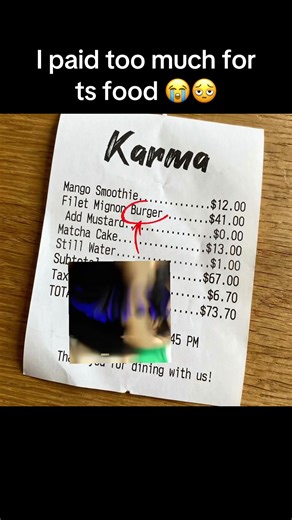 I paid too much for
ts food 😭🥺
Karma
Mango Smoothie............$12.00
Filet Mignon Burger.......$41.00
Add Mustard...............$0.00
Matcha Cake...............$13.00
Still Water...............$1.00
$67.00
Tax $6.70
$73.70
45 PM
for dining with us!